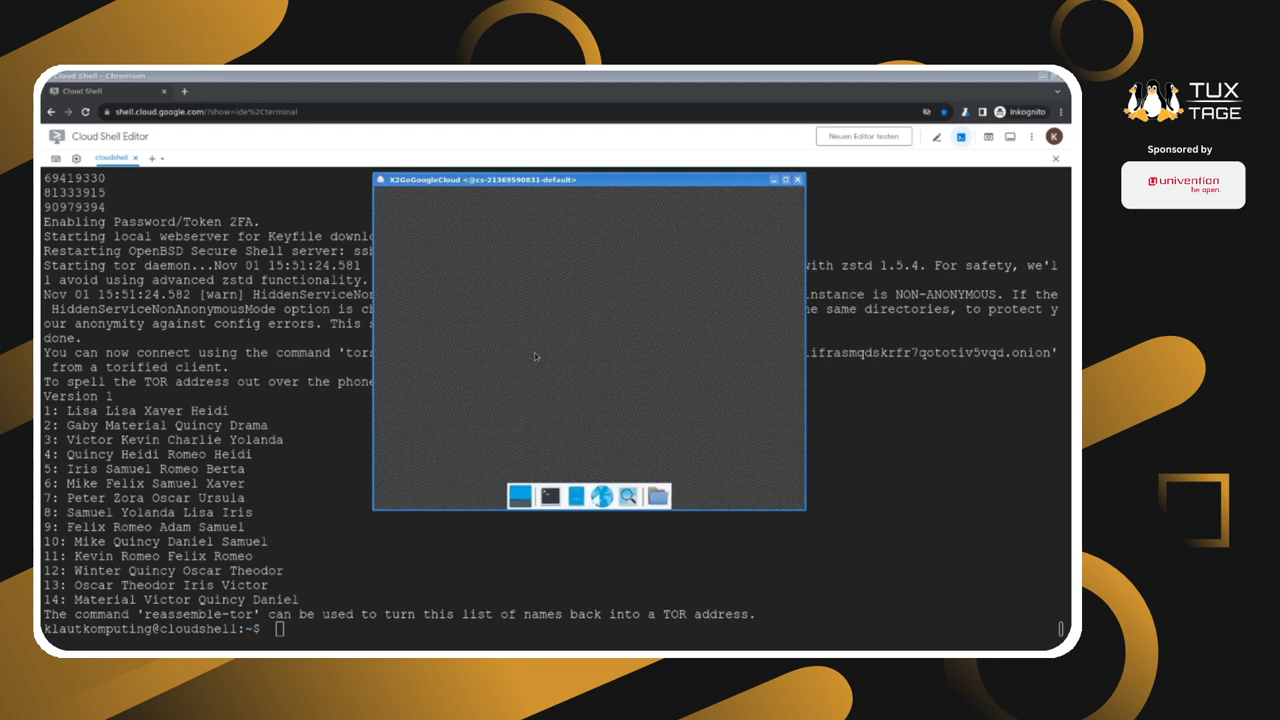 Cloud Shell - Chromium
Cloud Shell
shell.cloud.google.com/?show=ide%2Cterminal
Inkognito
Cloud Shell Editor
Neuen Editor testen
K
cloudshell
69419330
81333915
90979394
Enabling Password/Token 2FA.
Starting local webserver for Keyfile downlo
Restarting OpenBSD Secure Shell server: ssh
Starting tor daemon...Nov 01 15:51:24.581 with zstd 1.5.4. For safety, we'l
l avoid using advanced zstd functionality.
Nov 01 15:51:24.582 [warn] HiddenServiceNon instance is NON-ANONYMOUS. If the
HiddenServiceNonAnonymousMode option is ch he same directories, to protect y
our anonymity against config errors. This s
done.
You can now connect using the command 'tors ifrasmqdskrfr7qototiv5vqd.onion'
from a torified client.
To spell the TOR address out over the phone
Version 1
1: Lisa Lisa Xaver Heidi
2: Gaby Material Quincy Drama
3: Victor Kevin Charlie Yolanda
4: Quincy Heidi Romeo Heidi
5: Iris Samuel Romeo Berta
6: Mike Felix Samuel Xaver
7: Peter Zora Oscar Ursula
8: Samuel Yolanda Lisa Iris
9: Felix Romeo Adam Samuel
10: Mike Quincy Daniel Samuel
11: Kevin Romeo Felix Romeo
12: Winter Quincy Oscar Theodor
13: Oscar Theodor Iris Victor
14: Material Victor Quincy Daniel
The command 'reassemble-tor' can be used to turn this list of names back into a TOR address.
klautkomputing@cloudshell:~$
X2GoGoogleCloud <@cs-21369590831-default>
TUX
TAGE
Sponsored by
univention
be open.